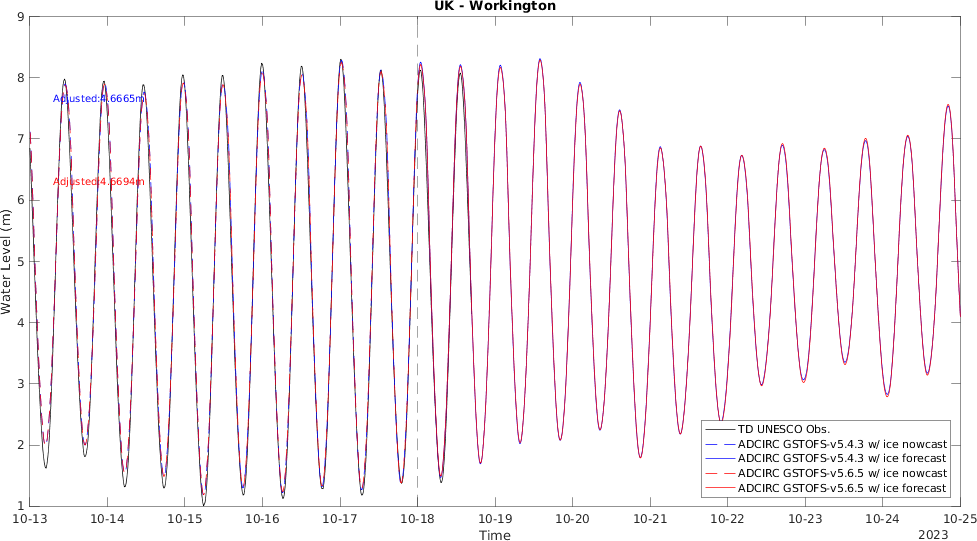 UK - Workington
9
8
7
6
5
4
3
2
1
Water Level (m)
Adjusted:4.6665m
Adjusted:4.6694m
TD UNESCO Obs.
ADCIRC GSTOFS-v5.4.3 w/ ice nowcast
ADCIRC GSTOFS-v5.4.3 w/ ice forecast
ADCIRC GSTOFS-v5.6.5 w/ ice nowcast
ADCIRC GSTOFS-v5.6.5 w/ ice forecast
10-13 10-14 10-15 10-16 10-17 10-18 10-19 10-20 10-21 10-22 10-23 10-24 10-25
Time 2023